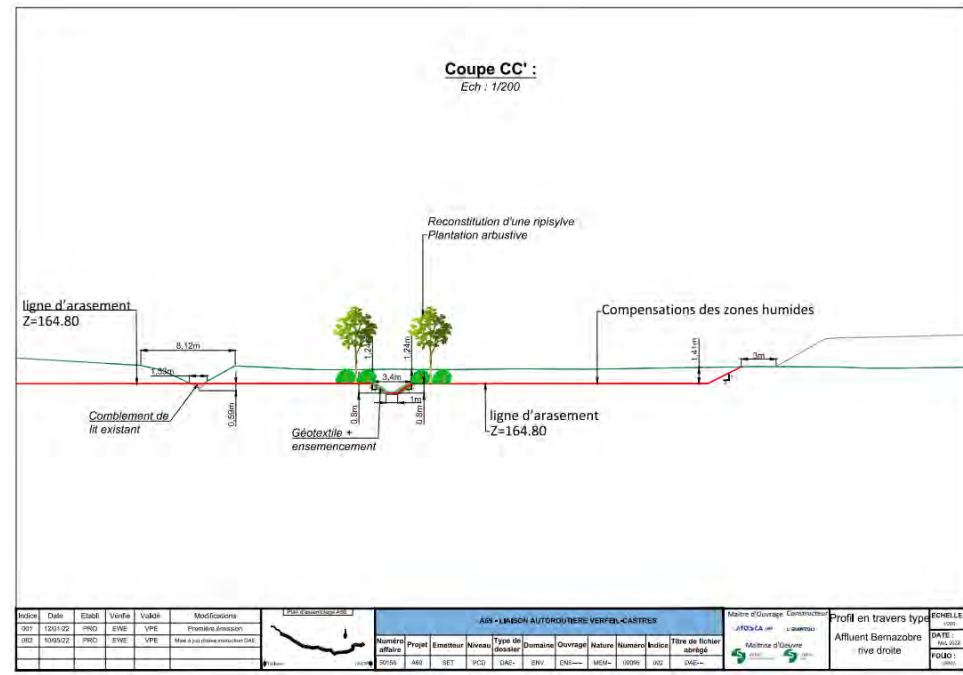 Coupe CC' :
Ech : 1/200
Reconstitution d'une ripisylve
Plantation arbustive
ligne d'arasement
Z=164.80
Compensations des zones humides
8,12m
1,24m
1,24m
1,41m
3m
1,33m
3,4m
1m
Comblement de
lit existant
0,59m
0,8m
0,8m
Géotextile +
ensemencement
ligne d'arasement
Z=164.80
Indice Date Etabli Vérifié Validé Modifications
001 12/01/22 PRO EWE VPE Première émission
002 10/05/22 PRO EWE VPE
Plan d'assemblage A69
A69 - LIAISON AUTOROUTIERE VERFEIL-CASTRES
Numéro affaire Projet Emetteur Niveau Type de dossier Domaine Ouvrage Nature Numéro Indice Titre de fichier abrégé
A69 SET PCD DAE- ENV MEM- 002 DAE--
Maître d'Ouvrage Constructeur
ATOSCA
Maîtrise d'Oeuvre
Profil en travers type
Affluent Bernazobre
rive droite
ECHELLE
DATE :
FOLIO :